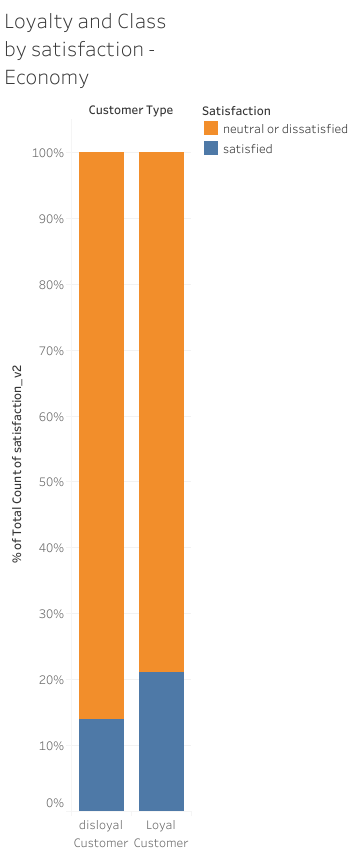 Loyalty and Class
by satisfaction -
Economy
Customer Type
Satisfaction
neutral or dissatisfied
satisfied
% of Total Count of satisfaction_v2
100%
90%
80%
70%
60%
50%
40%
30%
20%
10%
0%
disloyal
Customer
Loyal
Customer